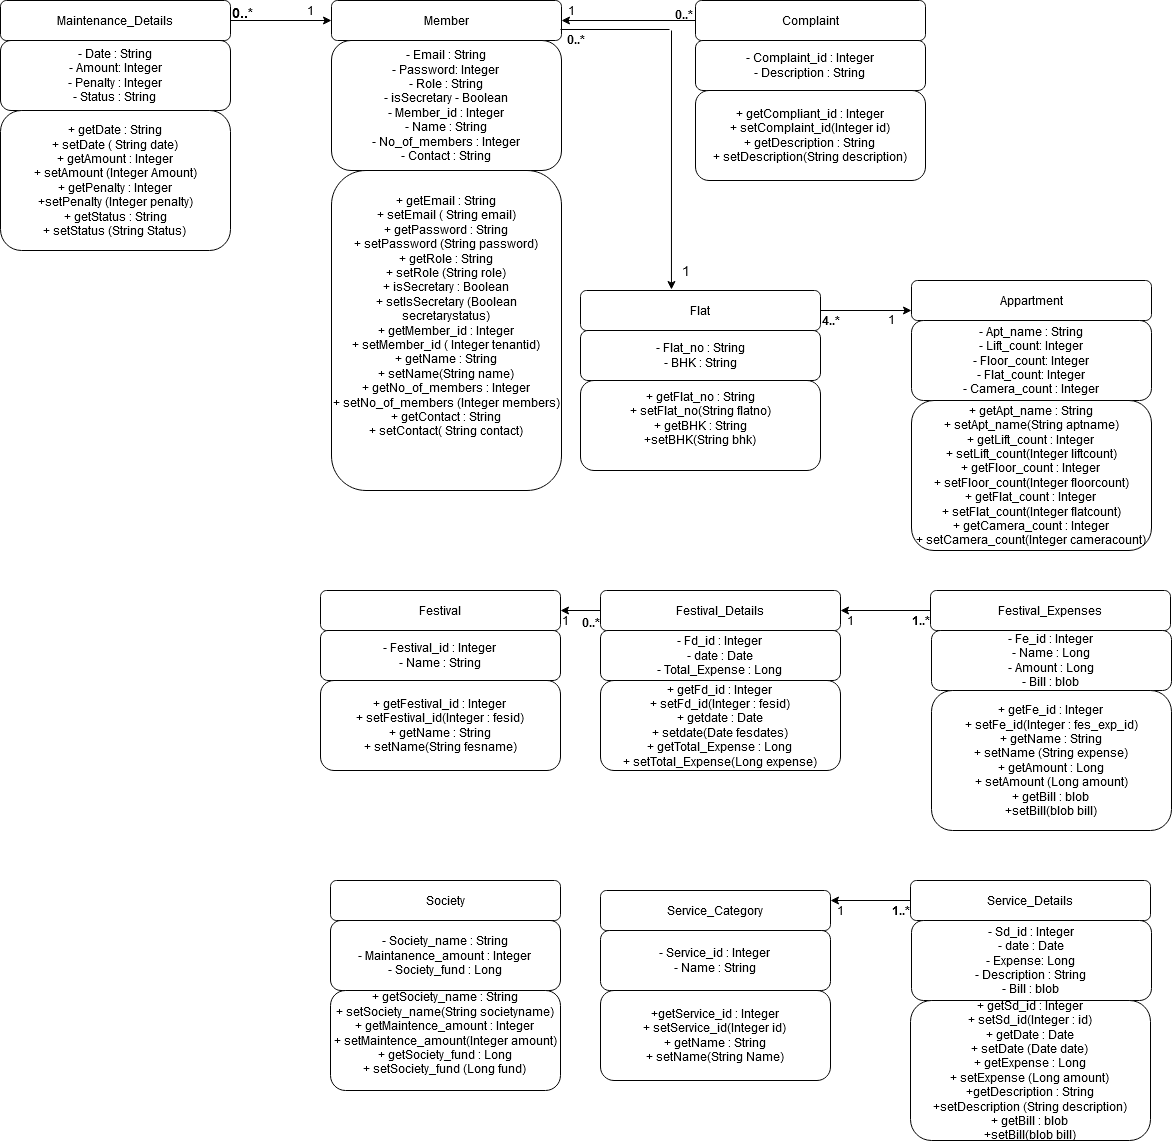 Maintenance_Details
- Date : String
- Amount: Integer
- Penalty : Integer
- Status : String
+ getDate : String
+ setDate ( String date)
+ getAmount : Integer
+ setAmount (Integer Amount)
+ getPenalty : Integer
+setPenalty (Integer penalty)
+ getStatus : String
+ setStatus (String Status)
0..*
1
Member
- Email : String
- Password: Integer
- Role : String
- isSecretary - Boolean
- Member_id : Integer
- Name : String
- No_of_members : Integer
- Contact : String
+ getEmail : String
+ setEmail ( String email)
+ getPassword : String
+ setPassword (String password)
+ getRole : String
+ setRole (String role)
+ isSecretary : Boolean
+ setIsSecretary (Boolean
secretarystatus)
+ getMember_id : Integer
+ setMember_id ( Integer tenantid)
+ getName : String
+ setName(String name)
+ getNo_of_members : Integer
+ setNo_of_members (Integer members)
+ getContact : String
+ setContact( String contact)
1
0..*
0..*
1
Complaint
- Complaint_id : Integer
- Description : String
+ getCompliant_id : Integer
+ setComplaint_id(Integer id)
+ getDescription : String
+ setDescription(String description)
Flat
- Flat_no : String
- BHK : String
+ getFlat_no : String
+ setFlat_no(String flatno)
+ getBHK : String
+setBHK(String bhk)
4..*
1
Appartment
- Apt_name : String
- Lift_count: Integer
- Floor_count: Integer
- Flat_count: Integer
- Camera_count : Integer
+ getApt_name : String
+ setApt_name(String aptname)
+ getLift_count : Integer
+ setLift_count(Integer liftcount)
+ getFloor_count : Integer
+ setFloor_count(Integer floorcount)
+ getFlat_count : Integer
+ setFlat_count(Integer flatcount)
+ getCamera_count : Integer
+ setCamera_count(Integer cameracount)
Festival
- Festival_id : Integer
- Name : String
+ getFestival_id : Integer
+ setFestival_id(Integer : fesid)
+ getName : String
+ setName(String fesname)
1
0..*
Festival_Details
- Fd_id : Integer
- date : Date
- Total_Expense : Long
+ getFd_id : Integer
+ setFd_id(Integer : fesid)
+ getdate : Date
+ setdate(Date fesdates)
+ getTotal_Expense : Long
+ setTotal_Expense(Long expense)
1
1..*
Festival_Expenses
- Fe_id : Integer
- Name : Long
- Amount : Long
- Bill : blob
+ getFe_id : Integer
+ setFe_id(Integer : fes_exp_id)
+ getName : String
+ setName (String expense)
+ getAmount : Long
+ setAmount (Long amount)
+ getBill : blob
+setBill(blob bill)
Society
- Society_name : String
- Maintanence_amount : Integer
- Society_fund : Long
+ getSociety_name : String
+ setSociety_name(String societyname)
+ getMaintence_amount : Integer
+ setMaintence_amount(Integer amount)
+ getSociety_fund : Long
+ setSociety_fund (Long fund)
Service_Category
- Service_id : Integer
- Name : String
+getService_id : Integer
+ setService_id(Integer id)
+ getName : String
+ setName(String Name)
1
1..*
Service_Details
- Sd_id : Integer
- date : Date
- Expense: Long
- Description : String
- Bill : blob
+ getSd_id : Integer
+ setSd_id(Integer : id)
+ getDate : Date
+ setDate (Date date)
+ getExpense : Long
+ setExpense (Long amount)
+getDescription : String
+setDescription (String description)
+ getBill : blob
+setBill(blob bill)